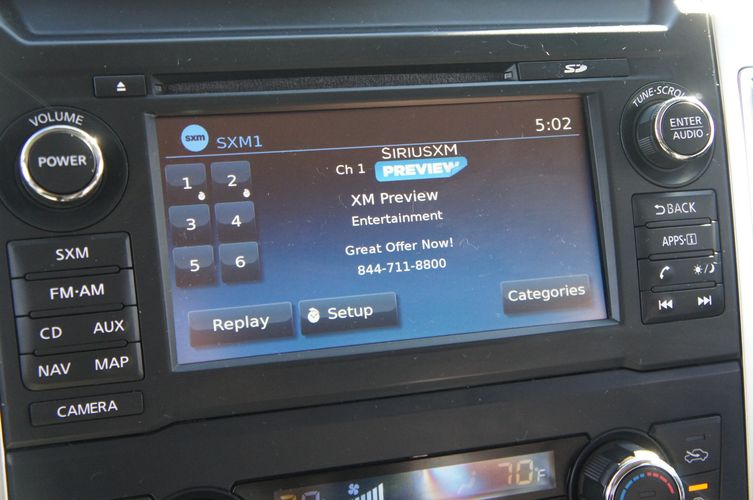 VOLUME
POWER
SXM
FM·AM
CD AUX
NAV MAP
CAMERA
sxm SXM1 5:02
SIRIUSXM
Ch 1 PREVIEW
XM Preview
Entertainment
Great Offer Now!
844-711-8800
1 2
3 4
5 6
Replay Setup Categories
SD
TUNE·SCROLL
ENTER
AUDIO
BACK
APPS·i
70°F